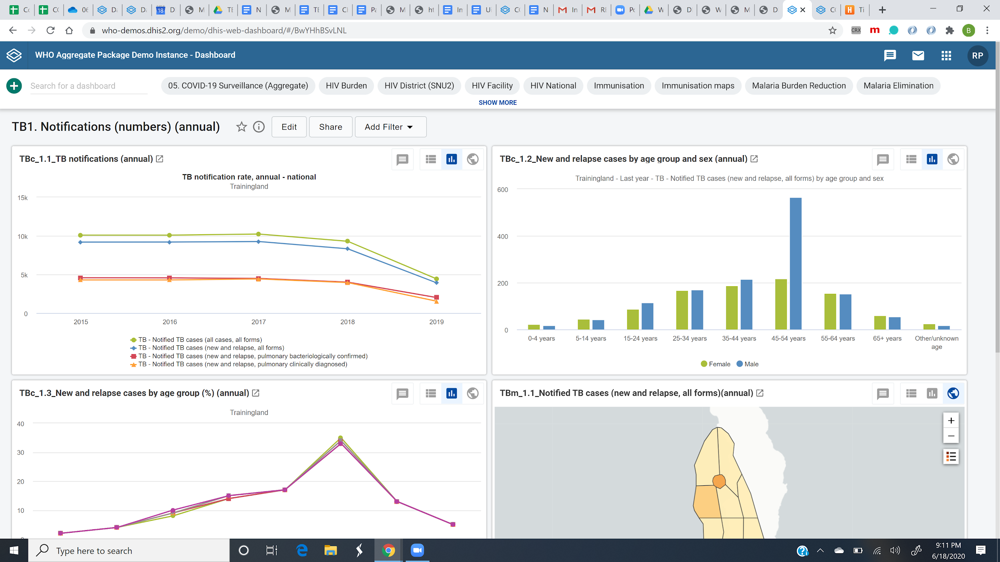 18 D M TE N M TE Cl Pa M ht In Ui N In Po W D W M D Ti
who-demos.dhis2.org/demo/dhis-web-dashboard/#/BwYHhBSvLNL
CRX m B
WHO Aggregate Package Demo Instance - Dashboard
RP
Search for a dashboard
05. COVID-19 Surveillance (Aggregate) HIV Burden HIV District (SNU2) HIV Facility HIV National Immunisation Immunisation maps Malaria Burden Reduction Malaria Elimination
SHOW MORE
TB1. Notifications (numbers) (annual)
Edit Share Add Filter
TBc_1.1_TB notifications (annual)
TB notification rate, annual - national
Trainingland
15k
10k
5k
0
2015 2016 2017 2018 2019
TB - Notified TB cases (all cases, all forms)
TB - Notified TB cases (new and relapse, all forms)
TB - Notified TB cases (new and relapse, pulmonary bacteriologically confirmed)
TB - Notified TB cases (new and relapse, pulmonary clinically diagnosed)
TBc_1.2_New and relapse cases by age group and sex (annual)
Trainingland - Last year - TB - Notified TB cases (new and relapse, all forms) by age group and sex
600
400
200
0
0-4 years 5-14 years 15-24 years 25-34 years 35-44 years 45-54 years 55-64 years 65+ years Other/unknown
age
Female Male
TBc_1.3_New and relapse cases by age group (%) (annual)
Trainingland
40
30
20
10
TBm_1.1_Notified TB cases (new and relapse, all forms)(annual)
+
−
Type here to search
9:11 PM
6/18/2020